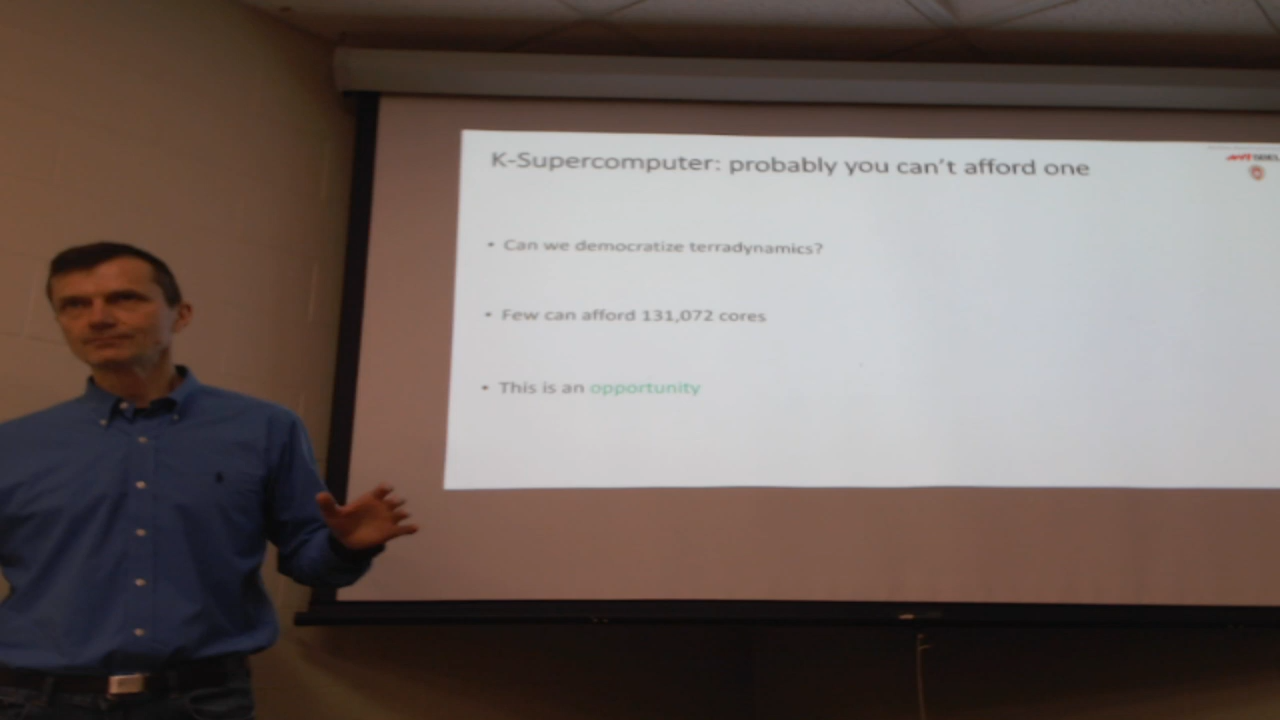 K-Supercomputer: probably you can't afford one
• Can we democratize terradynamics?
• Few can afford 131,072 cores
• This is an opportunity